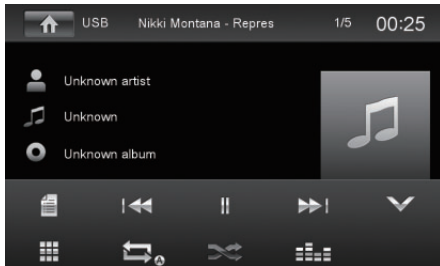 USB Nikki Montana - Repres 1/5 00:25
Unknown artist
Unknown
Unknown album
A